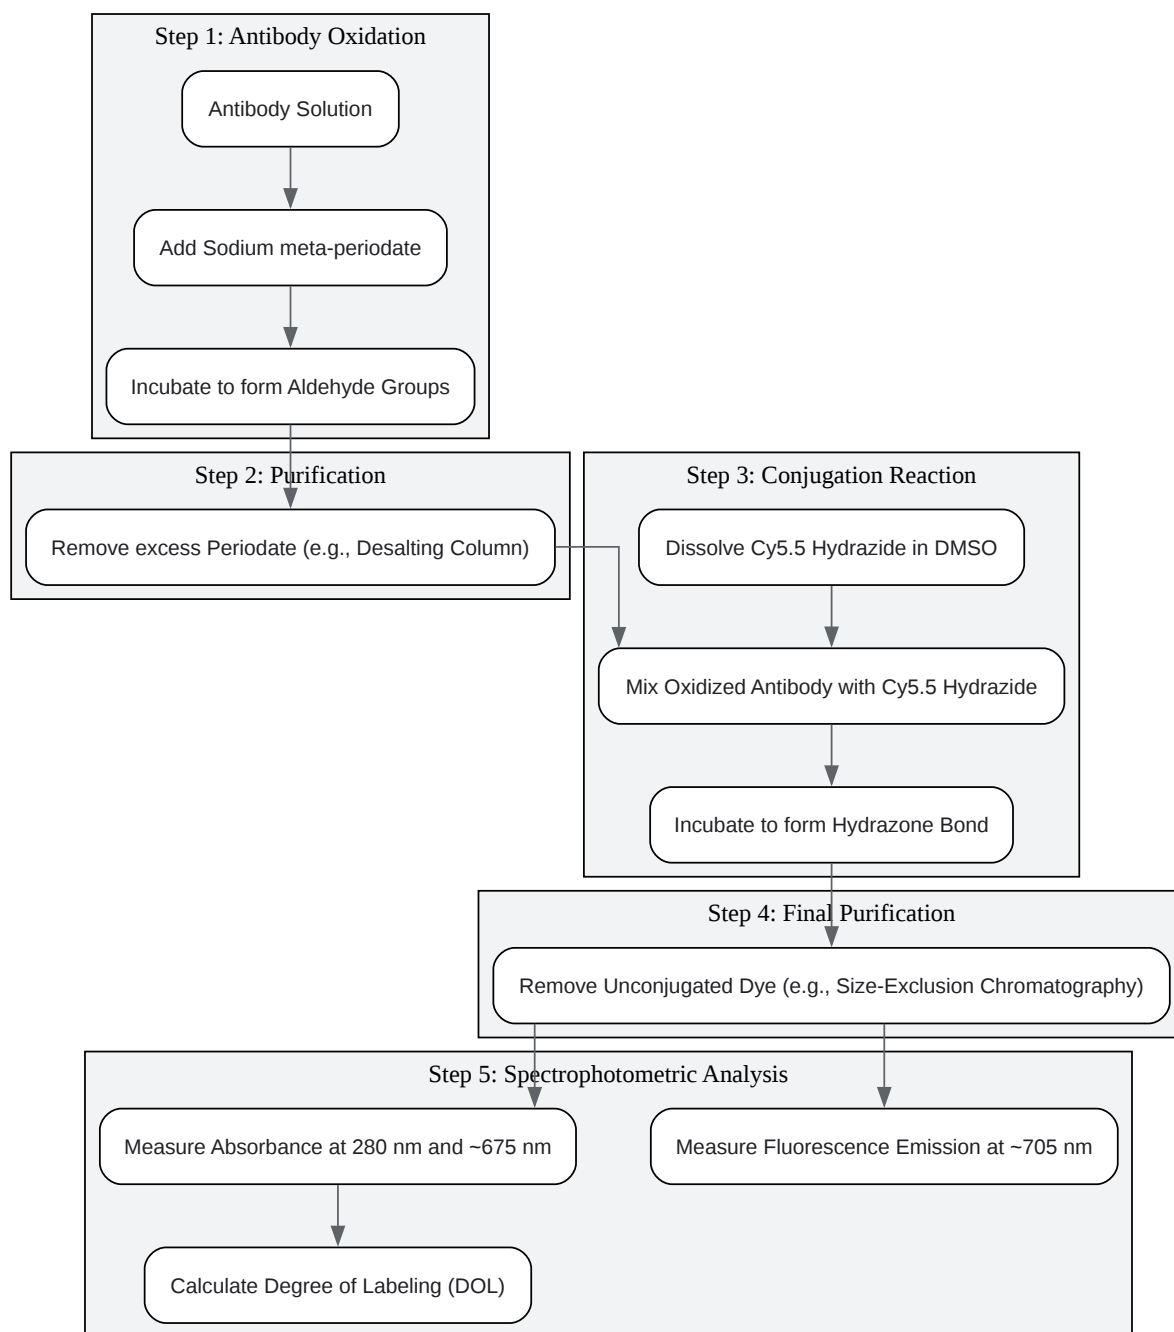 Step 1: Antibody Oxidation
Antibody Solution
Add Sodium meta-periodate
Incubate to form Aldehyde Groups
Step 2: Purification
Remove excess Periodate (e.g., Desalting Column)
Step 3: Conjugation Reaction
Dissolve Cy5.5 Hydrazide in DMSO
Mix Oxidized Antibody with Cy5.5 Hydrazide
Incubate to form Hydrazone Bond
Step 4: Final Purification
Remove Unconjugated Dye (e.g., Size-Exclusion Chromatography)
Step 5: Spectrophotometric Analysis
Measure Absorbance at 280 nm and ~675 nm
Measure Fluorescence Emission at ~705 nm
Calculate Degree of Labeling (DOL)